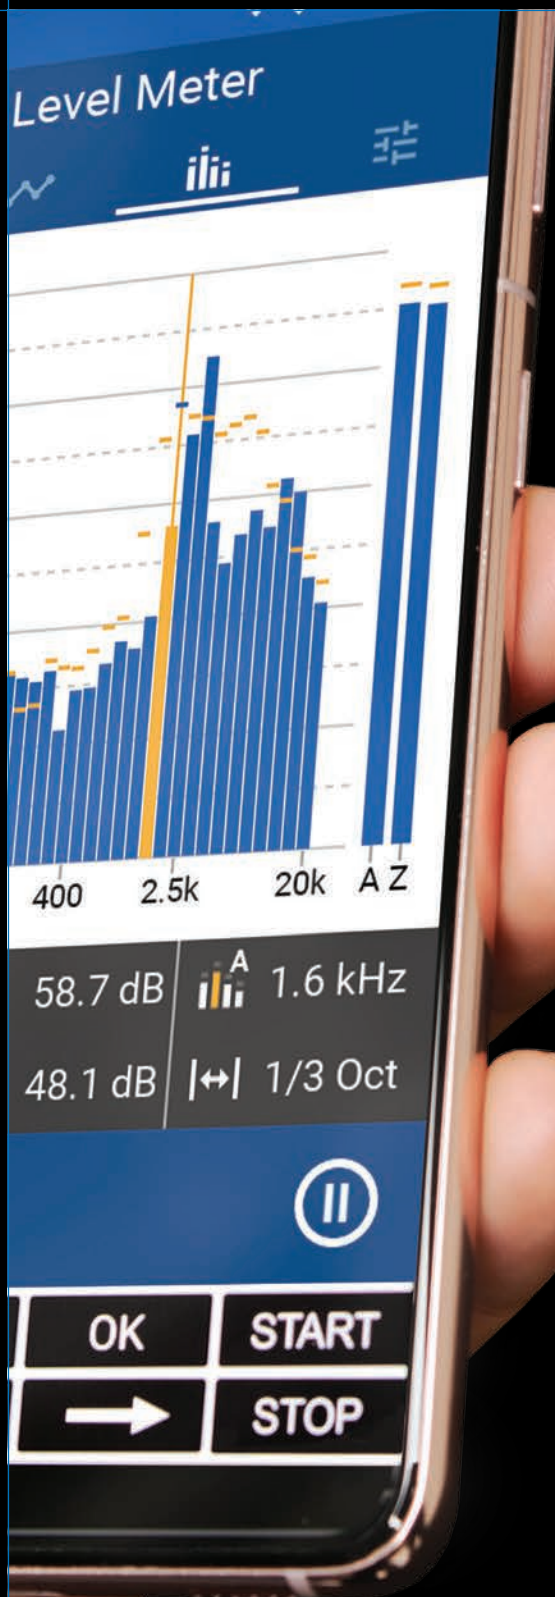 Level Meter
400 2.5k 20k A Z
58.7 dB A 1.6 kHz
48.1 dB 1/3 Oct
OK START
STOP